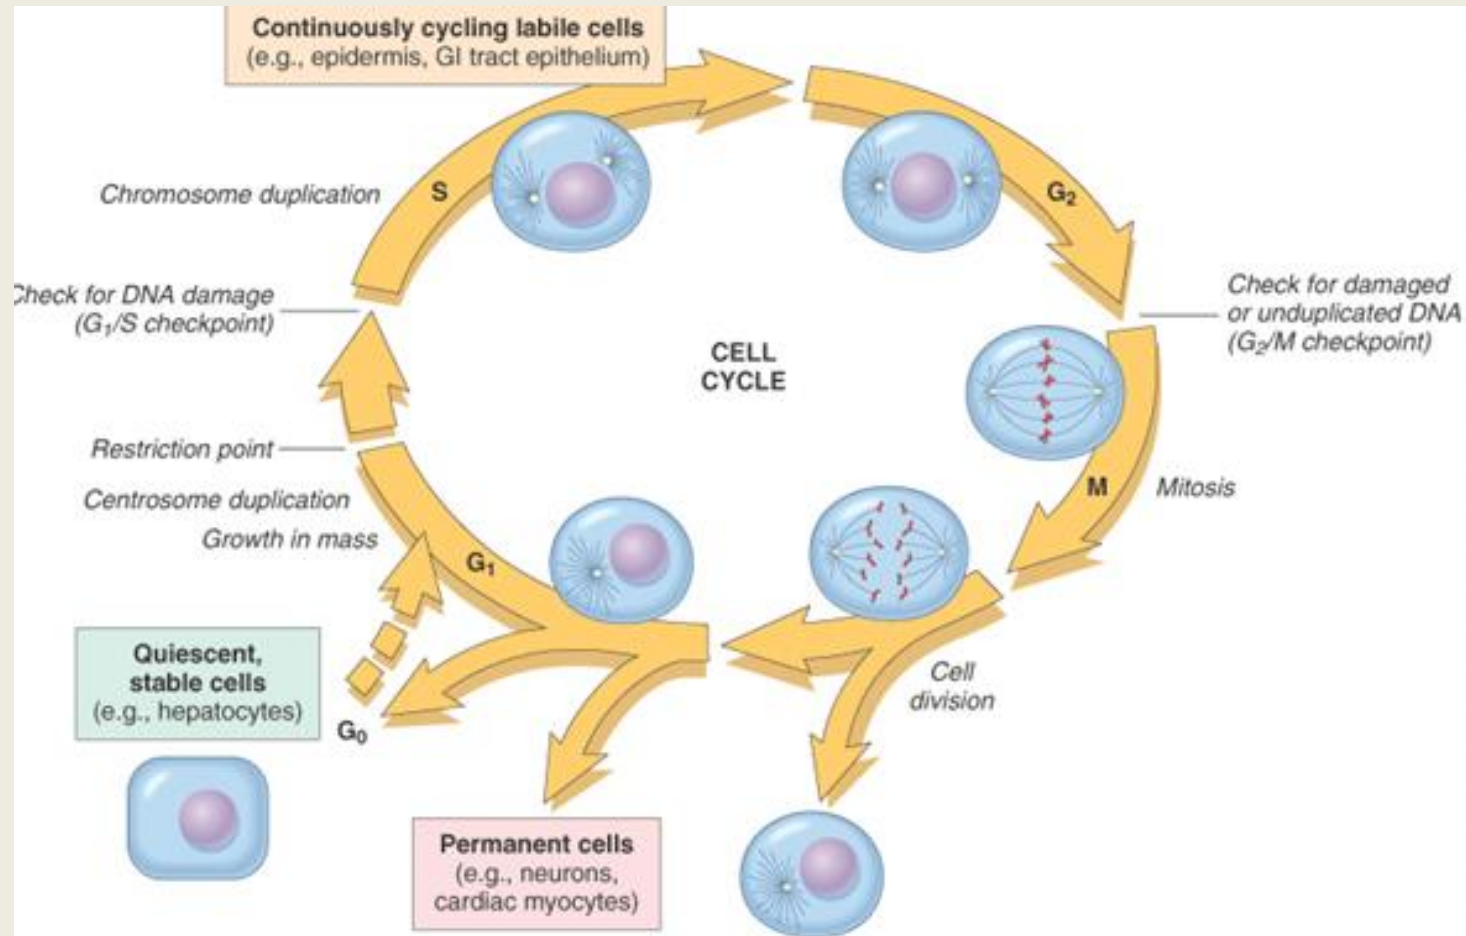 Continuously cycling labile cells
(e.g., epidermis, GI tract epithelium)
Chromosome duplication
S
G₂
Check for DNA damage
(G₁/S checkpoint)
Check for damaged
or unduplicated DNA
(G₂/M checkpoint)
CELL
CYCLE
Restriction point
Centrosome duplication
Growth in mass
G₁
M
Mitosis
Quiescent,
stable cells
(e.g., hepatocytes)
G₀
Cell
division
Permanent cells
(e.g., neurons,
cardiac myocytes)